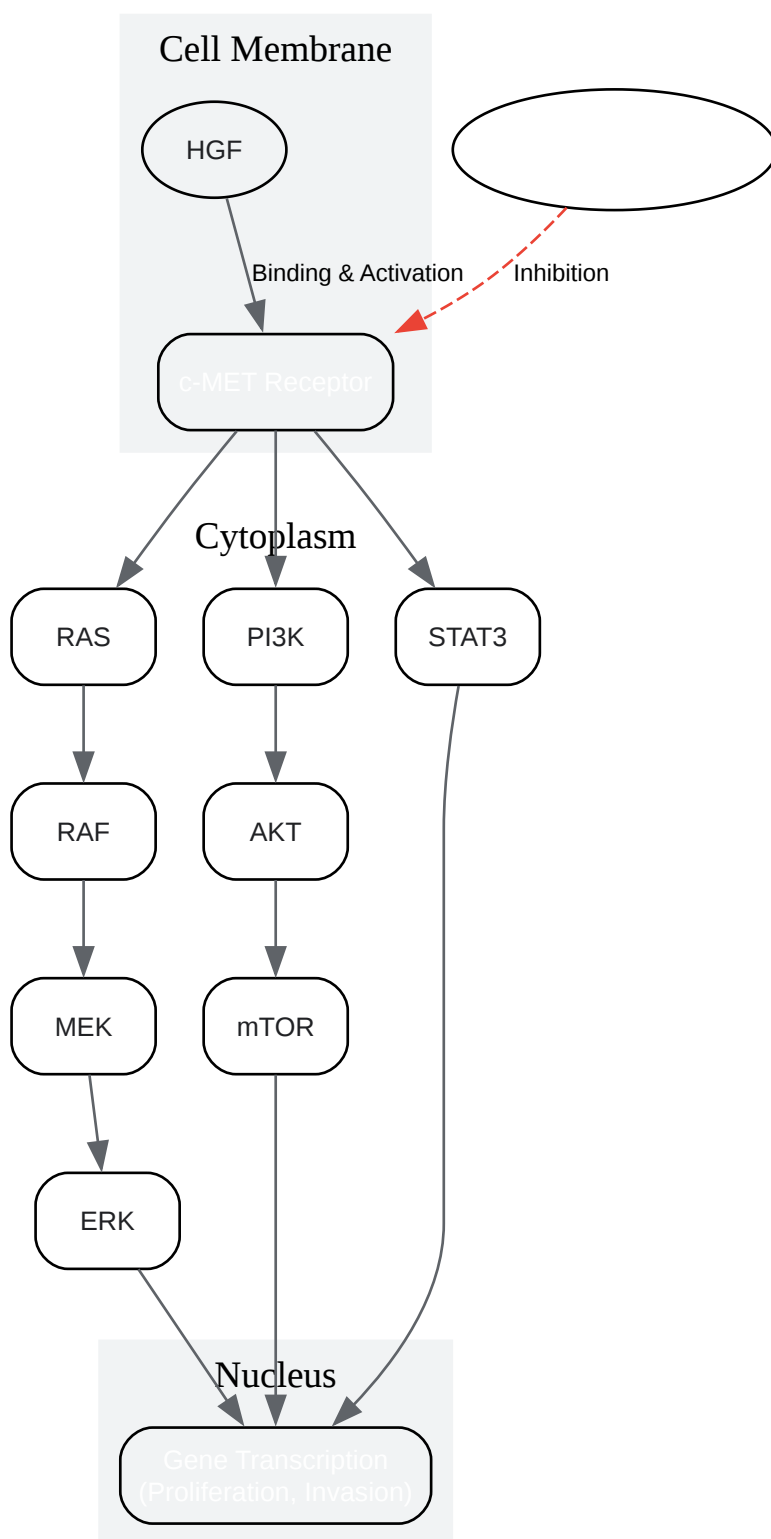 Cell Membrane
HGF
Binding & Activation
Inhibition
c-MET Receptor
Cytoplasm
RAS
PI3K
STAT3
RAF
AKT
MEK
mTOR
ERK
Nucleus
Gene Transcription
(Proliferation, Invasion)